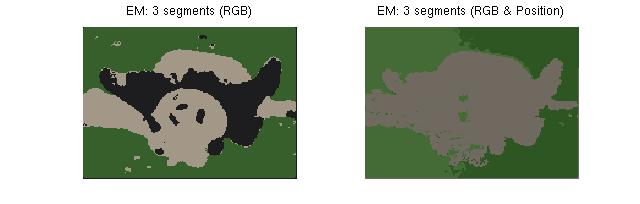 EM: 3 segments (RGB)
EM: 3 segments (RGB & Position)